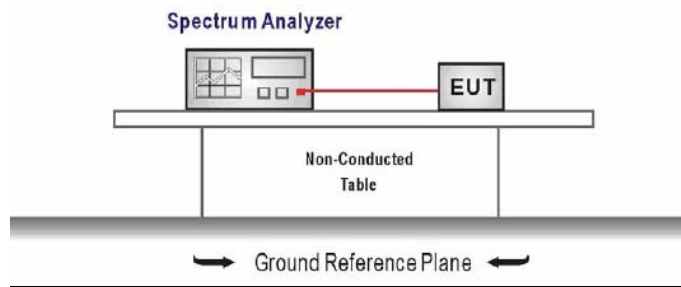 Spectrum Analyzer
EUT
Non-Conducted
Table
Ground Reference Plane